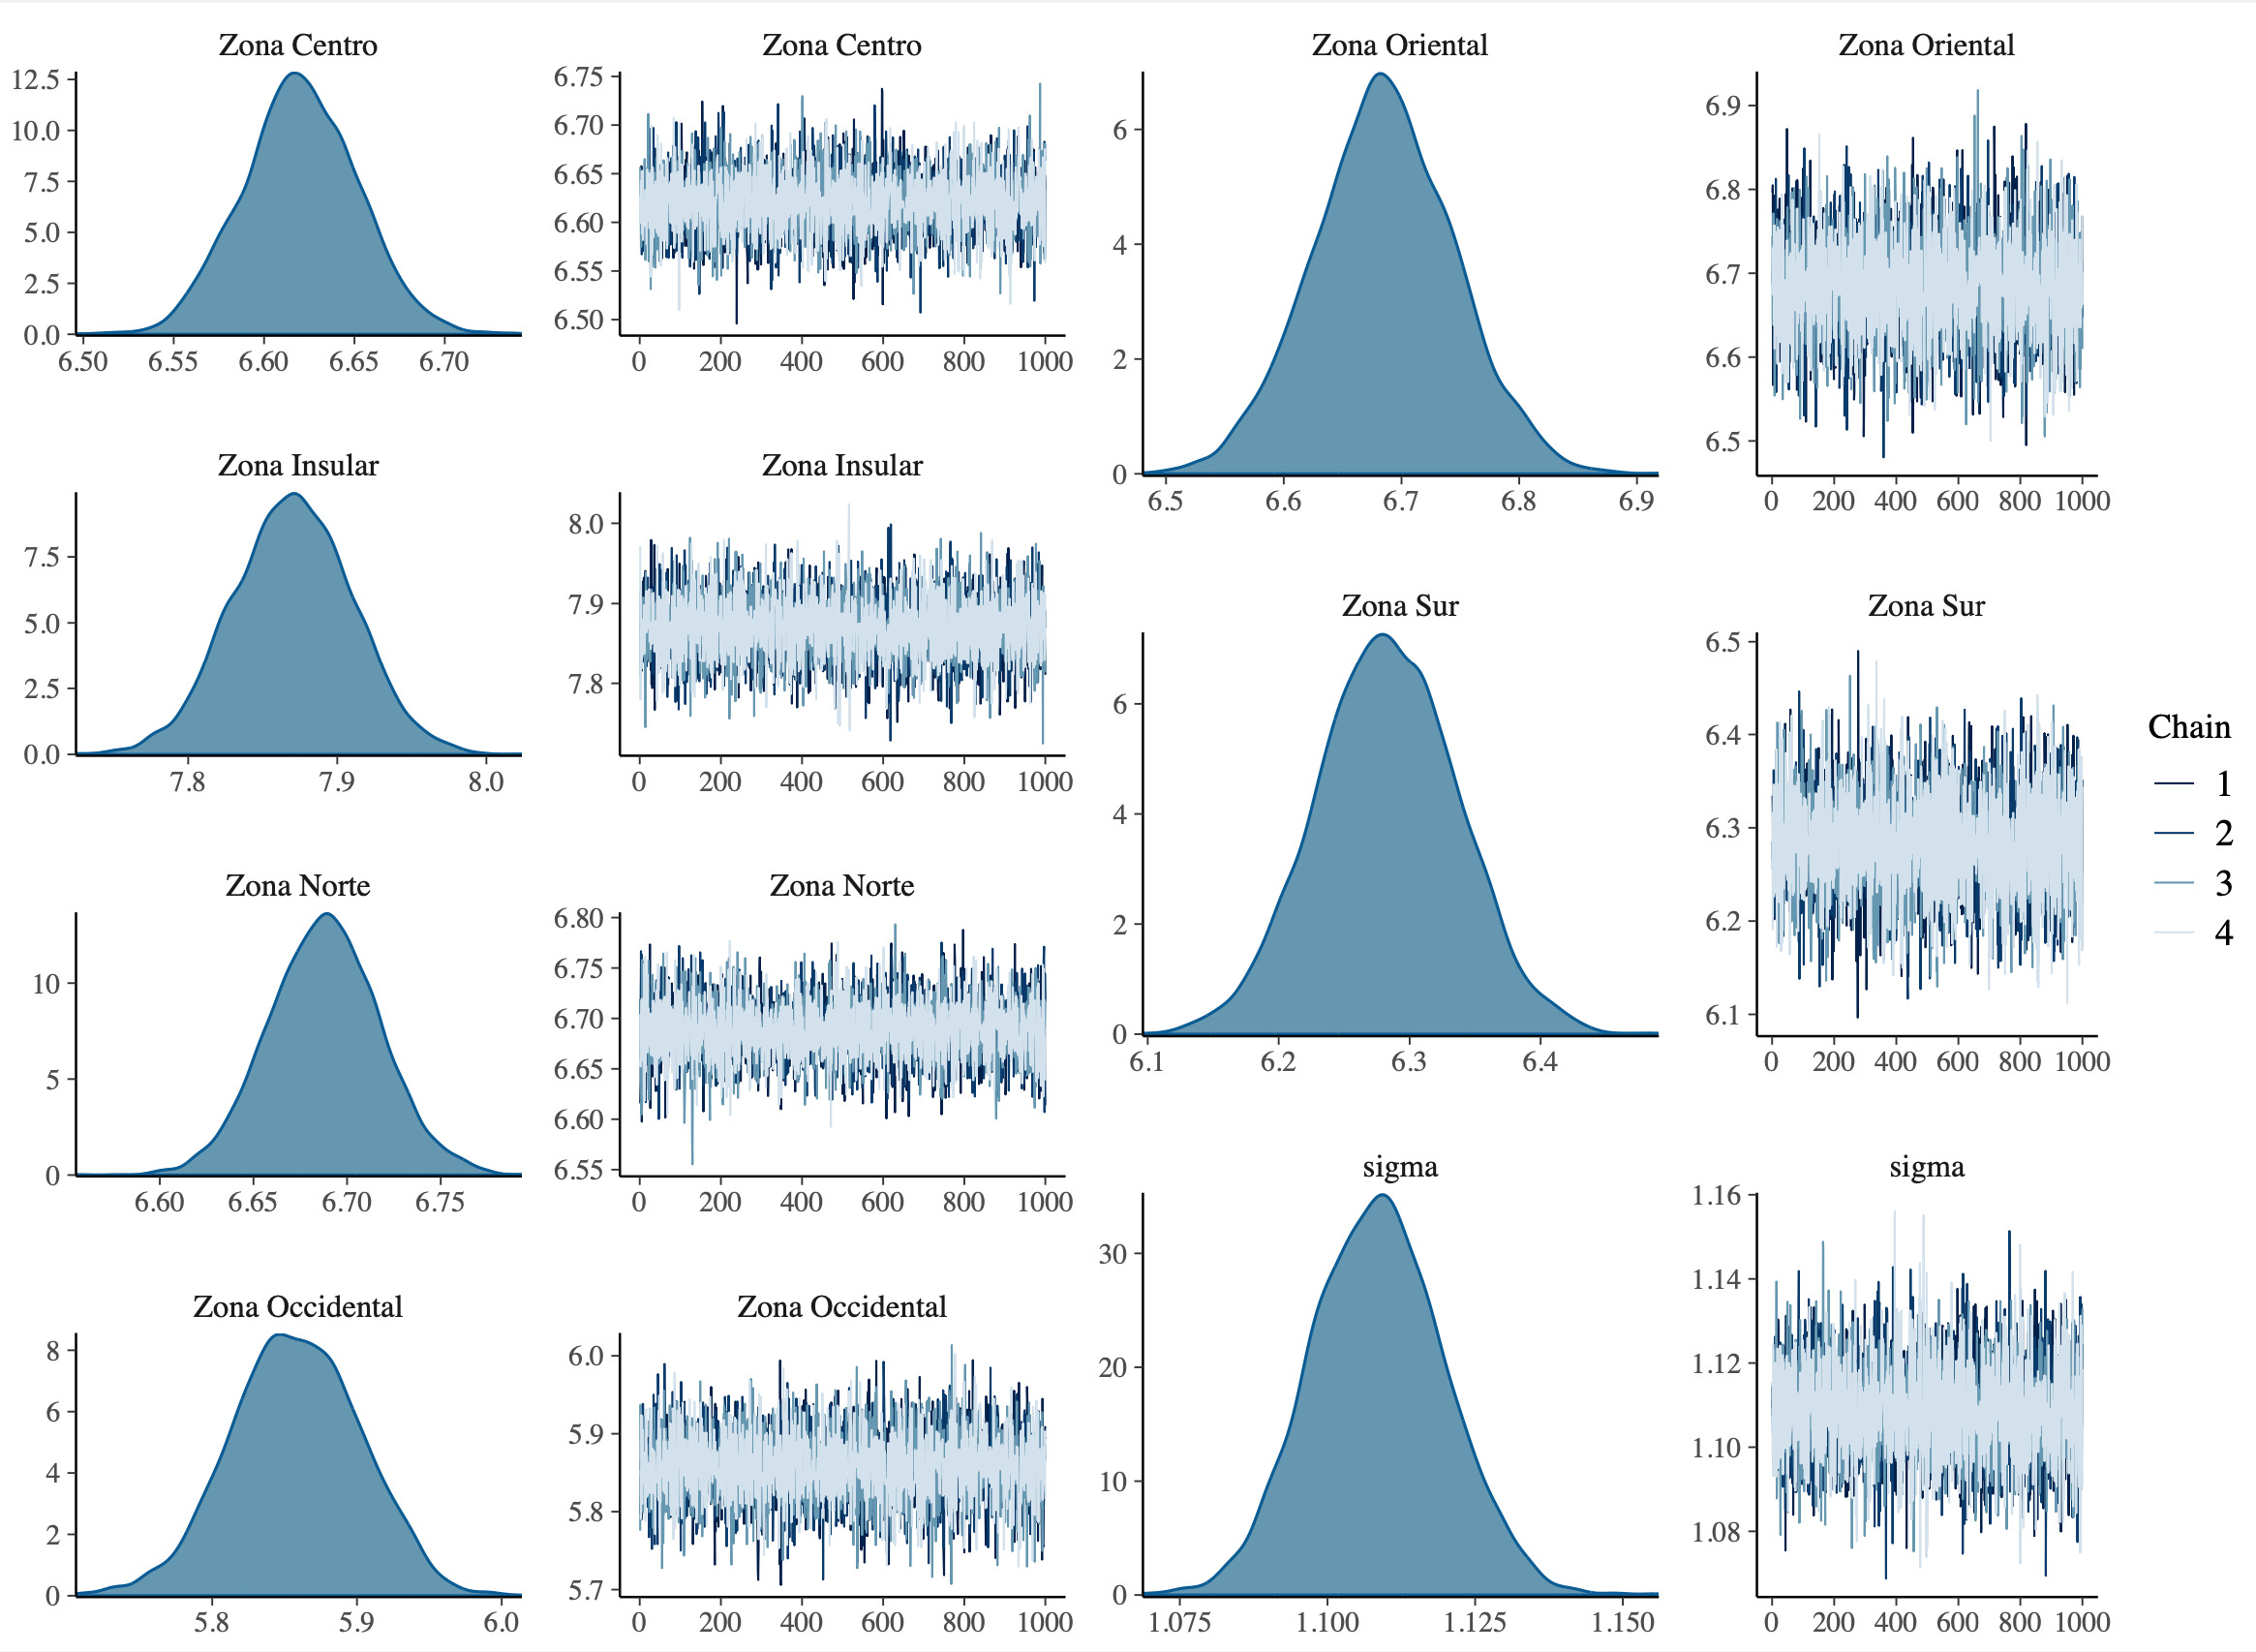 Zona Centro
12.5
10.0
7.5
5.0
2.5
0.0
6.50 6.55 6.60 6.65 6.70
Zona Centro
6.75
6.70
6.65
6.60
6.55
6.50
0 200 400 600 800 1000
Zona Insular
7.5
5.0
2.5
0.0
7.8 7.9 8.0
Zona Insular
8.0
7.9
7.8
0 200 400 600 800 1000
Zona Norte
10
5
0
6.60 6.65 6.70 6.75
Zona Norte
6.80
6.75
6.70
6.65
6.60
6.55
0 200 400 600 800 1000
Zona Occidental
8
6
4
2
0
5.8 5.9 6.0
Zona Occidental
6.0
5.9
5.8
5.7
0 200 400 600 800 1000
Zona Oriental
6
4
2
0
6.5 6.6 6.7 6.8 6.9
Zona Oriental
6.9
6.8
6.7
6.6
6.5
0 200 400 600 800 1000
Zona Sur
6
4
2
0
6.1 6.2 6.3 6.4
Zona Sur
6.5
6.4
6.3
6.2
6.1
0 200 400 600 800 1000
sigma
30
20
10
0
1.075 1.100 1.125 1.150
sigma
1.16
1.14
1.12
1.10
1.08
0 200 400 600 800 1000
Chain
1
2
3
4